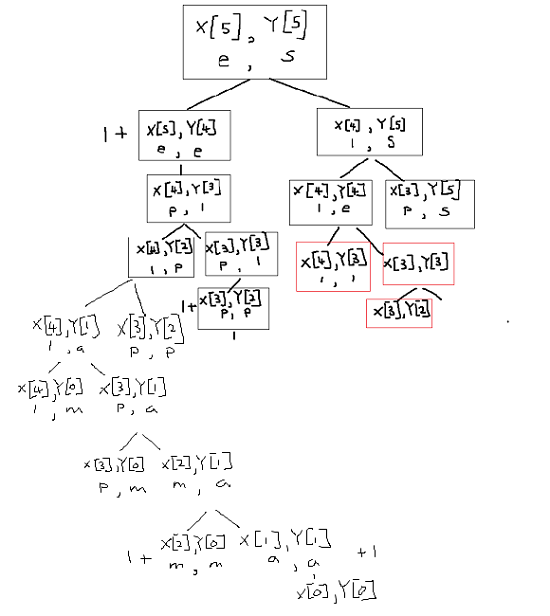 X[5], Y[5]
e , s
1 + X[5], Y[4] X[4], Y[5]
e , e l , s
X[4], Y[3] X[4], Y[4] X[3], Y[5]
p , l l , e p , s
X[4], Y[2] X[3], Y[3] X[4], Y[3] X[3], Y[3]
l , p p , l l , l
1+ X[3], Y[2] X[3], Y[2]
p, p
1
X[4], Y[1] X[3], Y[2]
l , a p , p
X[4], Y[0] X[3], Y[1]
l , m p , a
X[3], Y[0] X[2], Y[1]
p , m m , a
1 + X[2], Y[0] X[1], Y[1] +1
m , m a , a
X[0], Y[0]